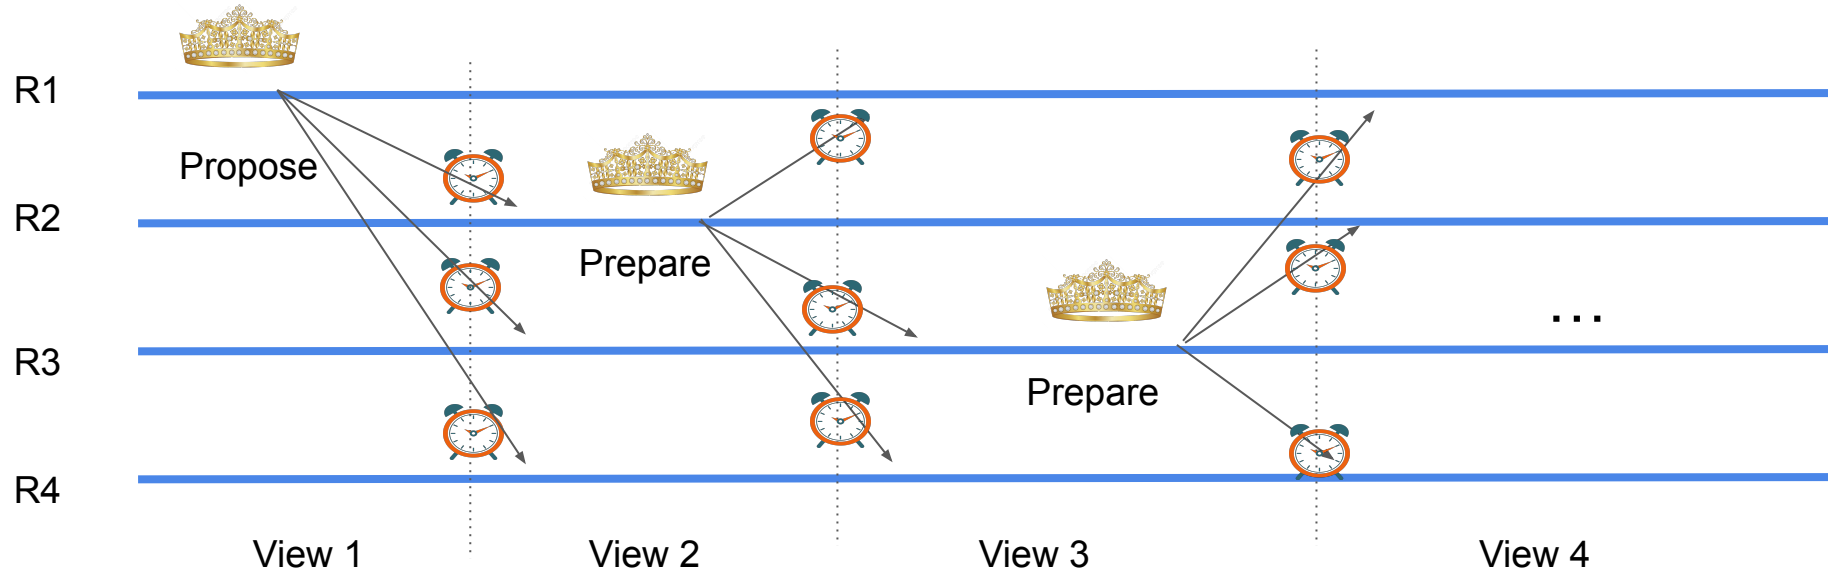 R1
Propose
R2
Prepare
R3
Prepare
...
R4
View 1
View 2
View 3
View 4